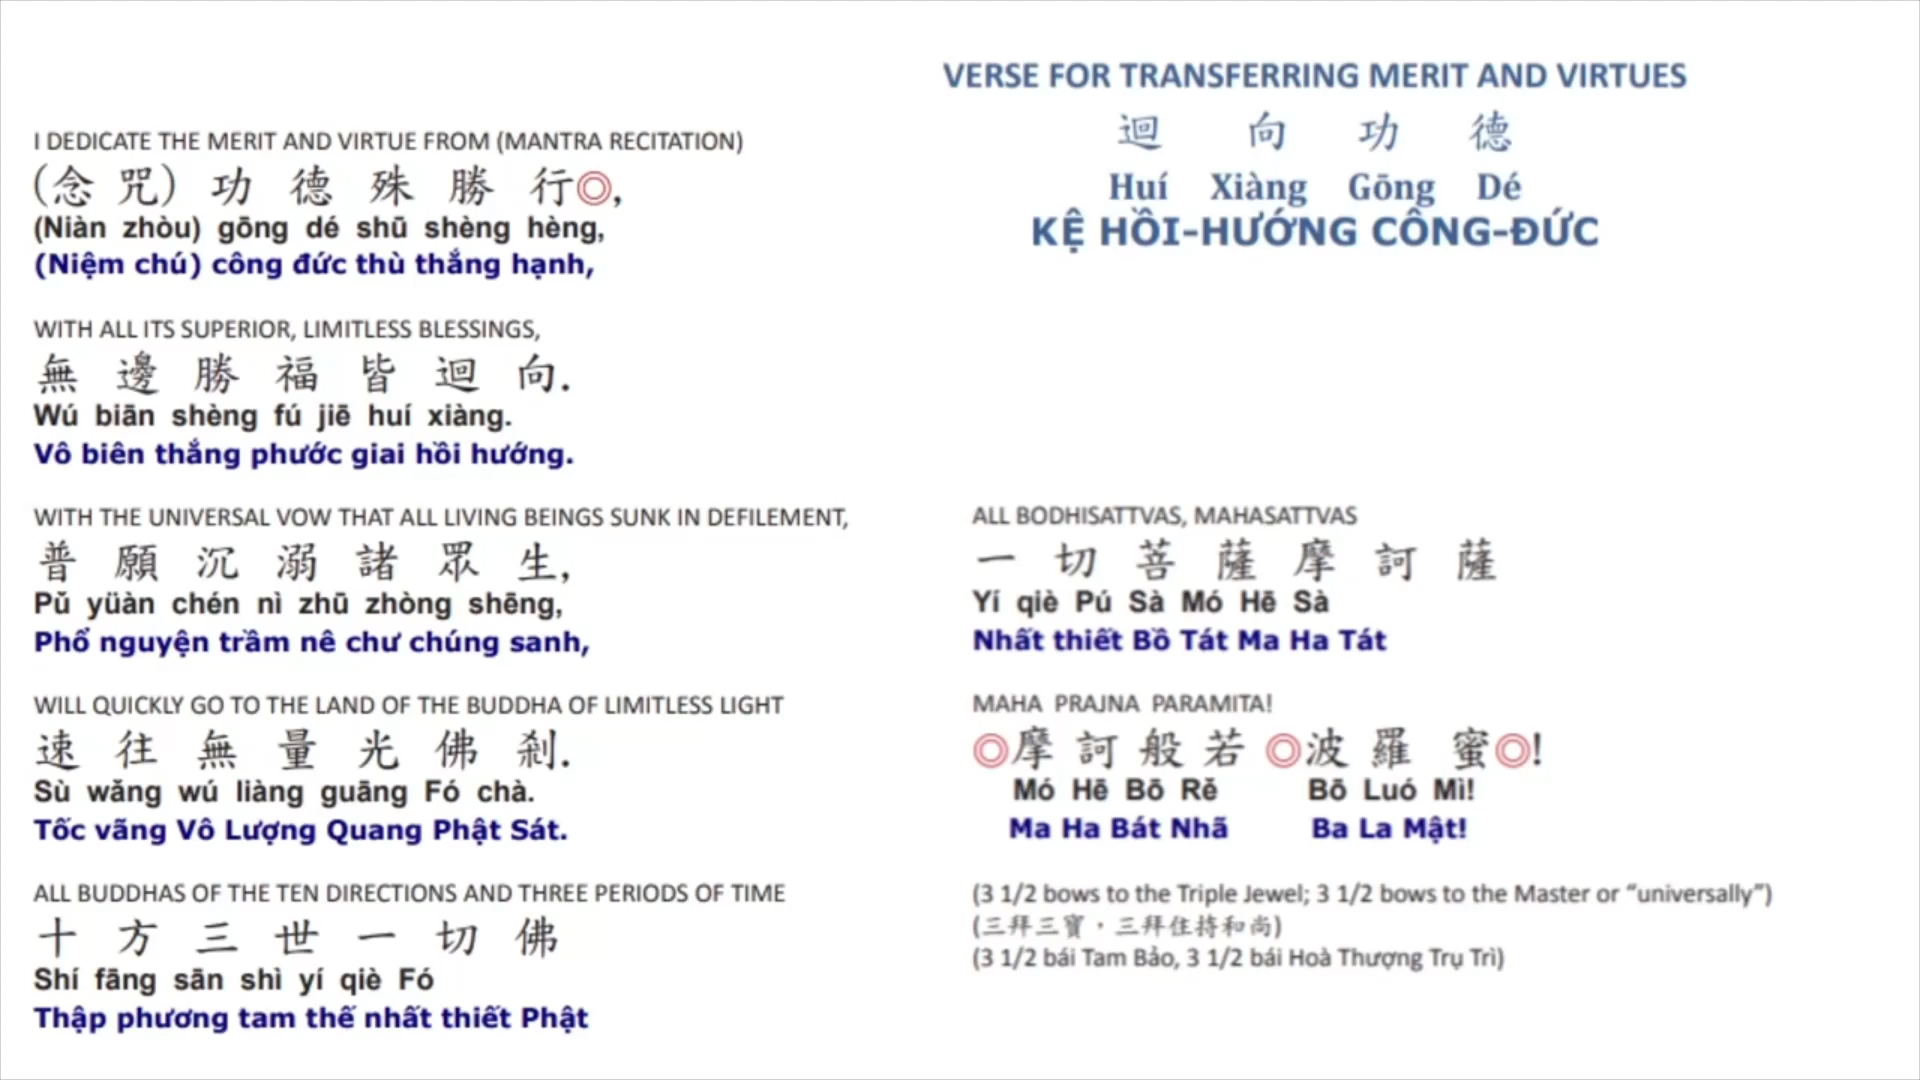 VERSE FOR TRANSFERRING MERIT AND VIRTUES
迴 向 功 德
Huí Xiàng Gōng Dé
KỆ HỒI-HƯỚNG CÔNG-ĐỨC
I DEDICATE THE MERIT AND VIRTUE FROM (MANTRA RECITATION)
(念 咒) 功 德 殊 勝 行◎,
(Niàn zhòu) gōng dé shū shèng hèng,
(Niệm chú) công đức thù thắng hạnh,
WITH ALL ITS SUPERIOR, LIMITLESS BLESSINGS,
無 邊 勝 福 皆 迴 向.
Wú biān shèng fú jiē huí xiàng.
Vô biên thắng phước giai hồi hướng.
WITH THE UNIVERSAL VOW THAT ALL LIVING BEINGS SUNK IN DEFILEMENT,
普 願 沉 溺 諸 眾 生,
Pǔ yüàn chén nì zhū zhòng shēng,
Phổ nguyện trầm nê chư chúng sanh,
WILL QUICKLY GO TO THE LAND OF THE BUDDHA OF LIMITLESS LIGHT
速 往 無 量 光 佛 剎.
Sù wǎng wú liàng guāng Fó chà.
Tốc vãng Vô Lượng Quang Phật Sát.
ALL BUDDHAS OF THE TEN DIRECTIONS AND THREE PERIODS OF TIME
十 方 三 世 一 切 佛
Shí fāng sān shì yí qiè Fó
Thập phương tam thế nhất thiết Phật
ALL BODHISATTVAS, MAHASATTVAS
一 切 菩 薩 摩 訶 薩
Yí qiè Pú Sà Mó Hē Sà
Nhất thiết Bồ Tát Ma Ha Tát
MAHA PRAJNA PARAMITA!
◎摩 訶 般 若 ◎波 羅 蜜◎!
Mó Hē Bō Rě Bō Luó Mì!
Ma Ha Bát Nhã Ba La Mật!
(3 1/2 bows to the Triple Jewel; 3 1/2 bows to the Master or “universally”)
(三拜三寶，三拜住持和尚)
(3 1/2 bái Tam Bảo, 3 1/2 bái Hoà Thượng Trụ Trì)